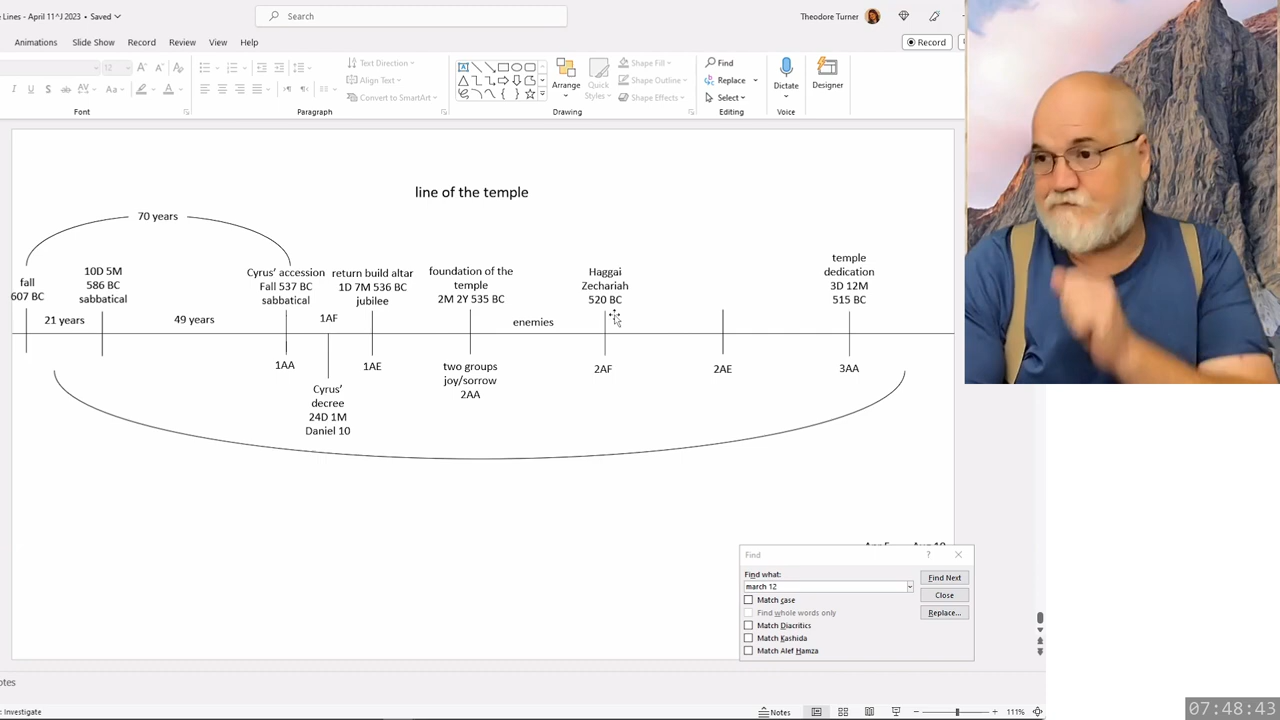 Lines - April 11^J 2023 • Saved
Search
Theodore Turner
Animations Slide Show Record Review View Help
Record
12
Text Direction
Align Text
Convert to SmartArt
Arrange
Quick Styles
Shape Fill
Shape Outline
Shape Effects
Find
Replace
Select
Dictate
Designer
Font
Paragraph
Drawing
Editing
Voice
Designer
line of the temple
70 years
fall
607 BC
10D 5M
586 BC
sabbatical
Cyrus' accession
Fall 537 BC
sabbatical
return build altar
1D 7M 536 BC
jubilee
foundation of the
temple
2M 2Y 535 BC
Haggai
Zechariah
520 BC
temple
dedication
3D 12M
515 BC
21 years
49 years
1AF
enemies
1AA
1AE
two groups
joy/sorrow
2AA
2AF
2AE
3AA
Cyrus'
decree
24D 1M
Daniel 10
Find
Find what:
march 12
Match case
Find whole words only
Match Diacritics
Match Kashida
Match Alef Hamza
Find Next
Close
Replace...
: Investigate
Notes
111%
07:48:43